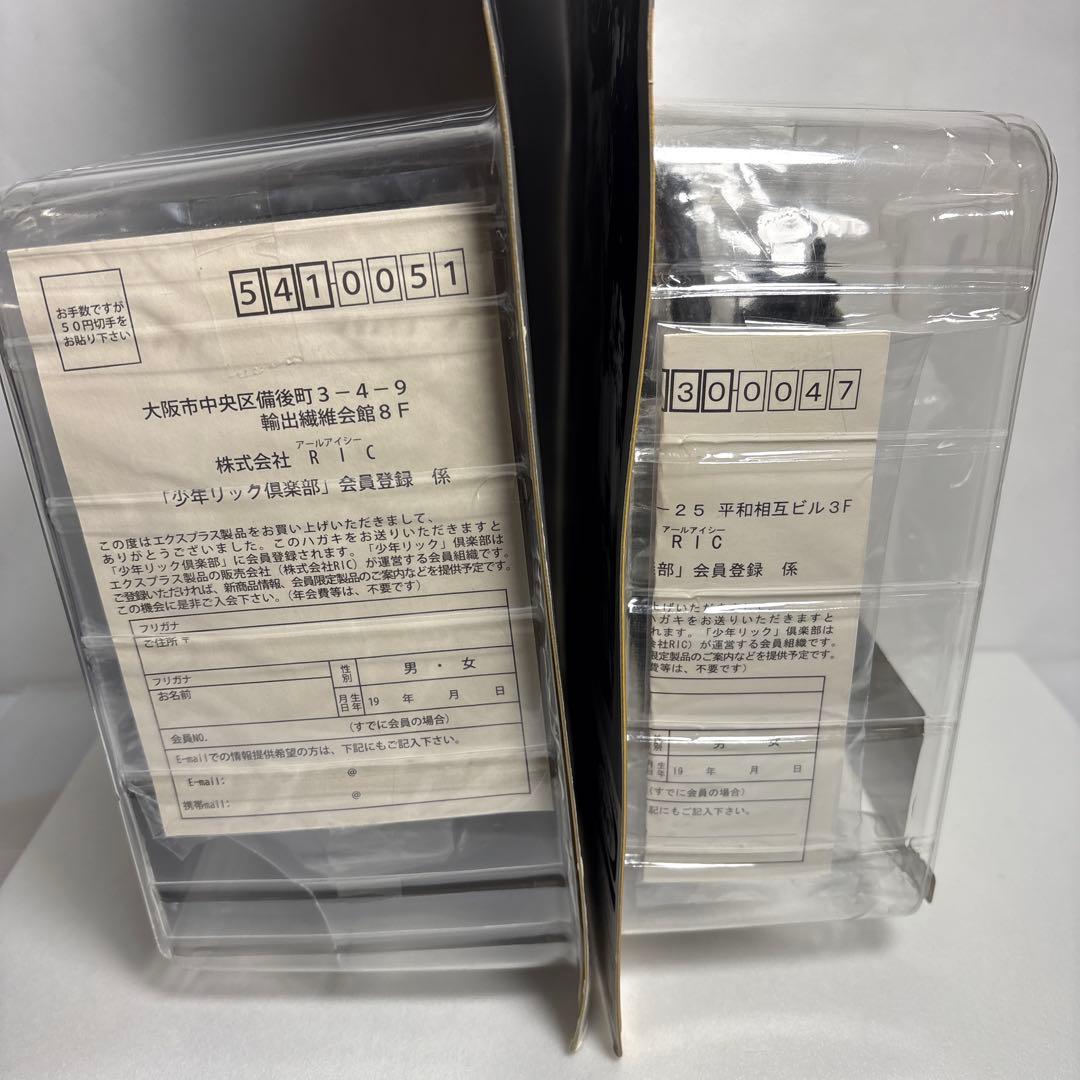 お手数ですが
50円切手を
お貼り下さい
5410051
大阪市中央区備後町3-4-9
輸出繊維会館8F
アールアイシー
株式会社 RIC
「少年リック倶楽部」会員登録 係
この度はエクスプラス製品をお買い上げいただきまして、
ありがとうございました。このハガキをお送りいただきますと
「少年リック倶楽部」に会員登録されます。「少年リック」倶楽部は
エクスプラス製品の販売会社(株式会社RIC)が運営する会員組織です。
ご登録いただければ、新商品情報、会員限定製品のご案内などを提供予定です。
この機会に是非ご入会下さい。(年会費等は、不要です)
フリガナ
ご住所 〒
フリガナ
お名前
性別
男・女
生年月日
19 年 月 日
会員NO. (すでに会員の場合)
E-mailでの情報提供希望の方は、下記にもご記入下さい。
E-mail: @
携帯mail: @
300047
-25 平和相互ビル3F
アールアイシー
RIC
部」会員登録 係
上げいただきまして、
ハガキをお送りいただきますと
れます。「少年リック」倶楽部は
会社RIC)が運営する会員組織です。
限定製品のご案内などを提供予定です。
費等は、不要です)
別
男 女
19 年 月 日
(すでに会員の場合)
記にもご記入下さい。